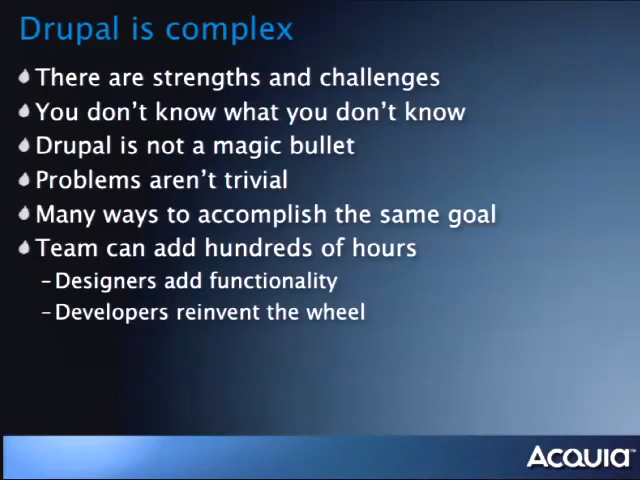 Drupal is complex
There are strengths and challenges
You don't know what you don't know
Drupal is not a magic bullet
Problems aren't trivial
Many ways to accomplish the same goal
Team can add hundreds of hours
–Designers add functionality
–Developers reinvent the wheel
ACQUIA™